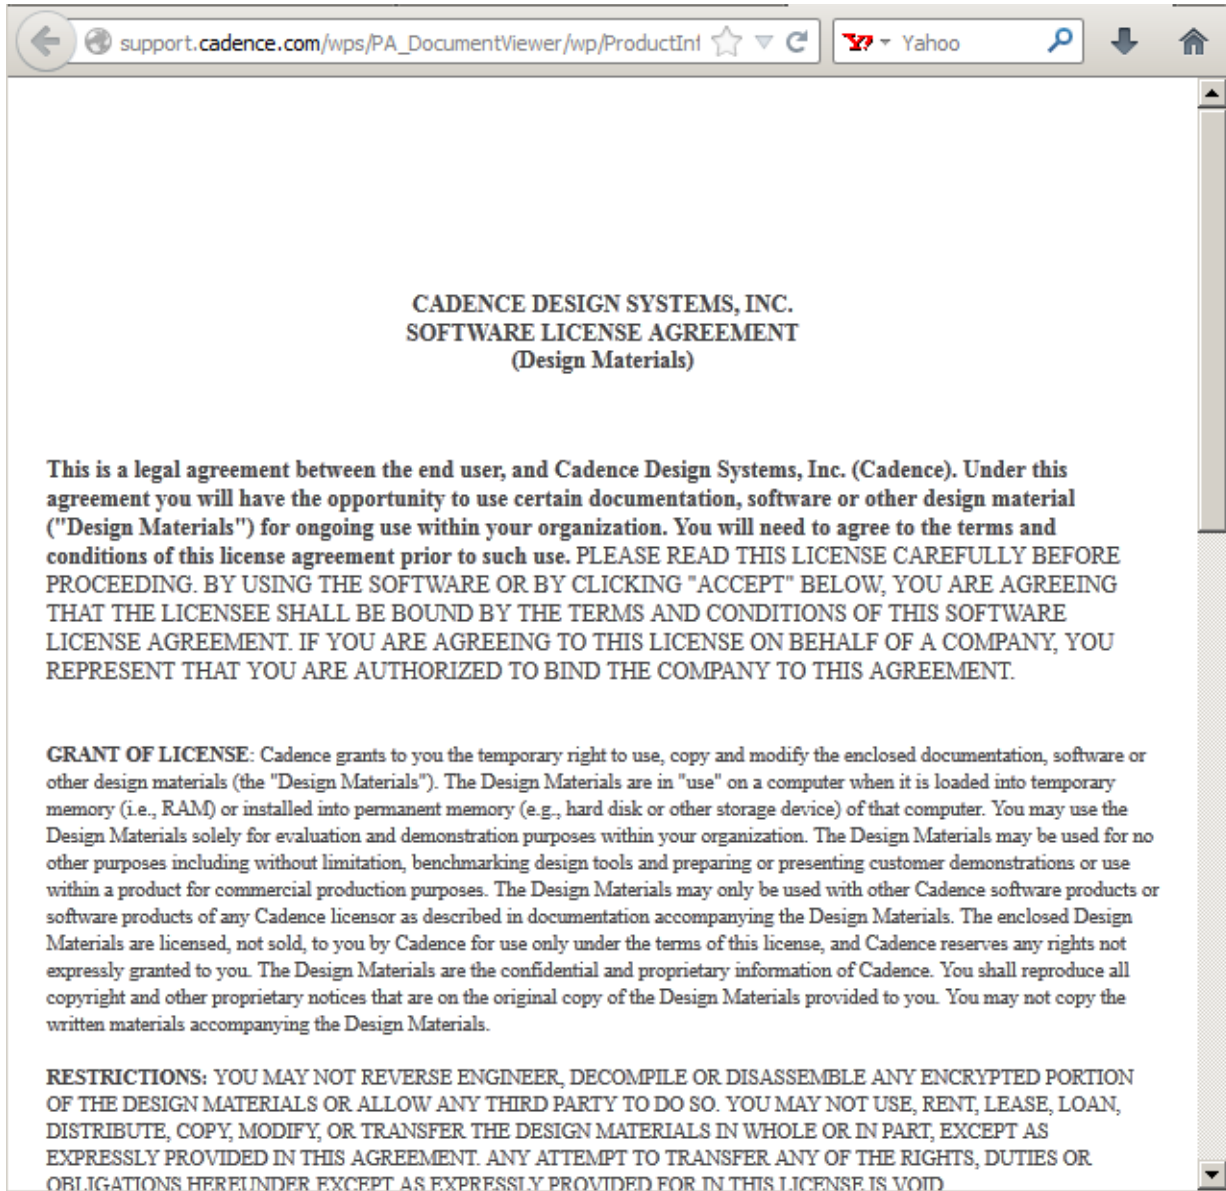 support.cadence.com/wps/PA_DocumentViewer/wp/ProductInf
Yahoo
CADENCE DESIGN SYSTEMS, INC.
SOFTWARE LICENSE AGREEMENT
(Design Materials)
This is a legal agreement between the end user, and Cadence Design Systems, Inc. (Cadence). Under this
agreement you will have the opportunity to use certain documentation, software or other design material
("Design Materials") for ongoing use within your organization. You will need to agree to the terms and
conditions of this license agreement prior to such use. PLEASE READ THIS LICENSE CAREFULLY BEFORE
PROCEEDING. BY USING THE SOFTWARE OR BY CLICKING "ACCEPT" BELOW, YOU ARE AGREEING
THAT THE LICENSEE SHALL BE BOUND BY THE TERMS AND CONDITIONS OF THIS SOFTWARE
LICENSE AGREEMENT. IF YOU ARE AGREEING TO THIS LICENSE ON BEHALF OF A COMPANY, YOU
REPRESENT THAT YOU ARE AUTHORIZED TO BIND THE COMPANY TO THIS AGREEMENT.
GRANT OF LICENSE: Cadence grants to you the temporary right to use, copy and modify the enclosed documentation, software or
other design materials (the "Design Materials"). The Design Materials are in "use" on a computer when it is loaded into temporary
memory (i.e., RAM) or installed into permanent memory (e.g., hard disk or other storage device) of that computer. You may use the
Design Materials solely for evaluation and demonstration purposes within your organization. The Design Materials may be used for no
other purposes including without limitation, benchmarking design tools and preparing or presenting customer demonstrations or use
within a product for commercial production purposes. The Design Materials may only be used with other Cadence software products or
software products of any Cadence licensor as described in documentation accompanying the Design Materials. The enclosed Design
Materials are licensed, not sold, to you by Cadence for use only under the terms of this license, and Cadence reserves any rights not
expressly granted to you. The Design Materials are the confidential and proprietary information of Cadence. You shall reproduce all
copyright and other proprietary notices that are on the original copy of the Design Materials provided to you. You may not copy the
written materials accompanying the Design Materials.
RESTRICTIONS: YOU MAY NOT REVERSE ENGINEER, DECOMPILE OR DISASSEMBLE ANY ENCRYPTED PORTION
OF THE DESIGN MATERIALS OR ALLOW ANY THIRD PARTY TO DO SO. YOU MAY NOT USE, RENT, LEASE, LOAN,
DISTRIBUTE, COPY, MODIFY, OR TRANSFER THE DESIGN MATERIALS IN WHOLE OR IN PART, EXCEPT AS
EXPRESSLY PROVIDED IN THIS AGREEMENT. ANY ATTEMPT TO TRANSFER ANY OF THE RIGHTS, DUTIES OR
OBLIGATIONS HEREUNDER EXCEPT AS EXPRESSLY PROVIDED FOR IN THIS LICENSE IS VOID